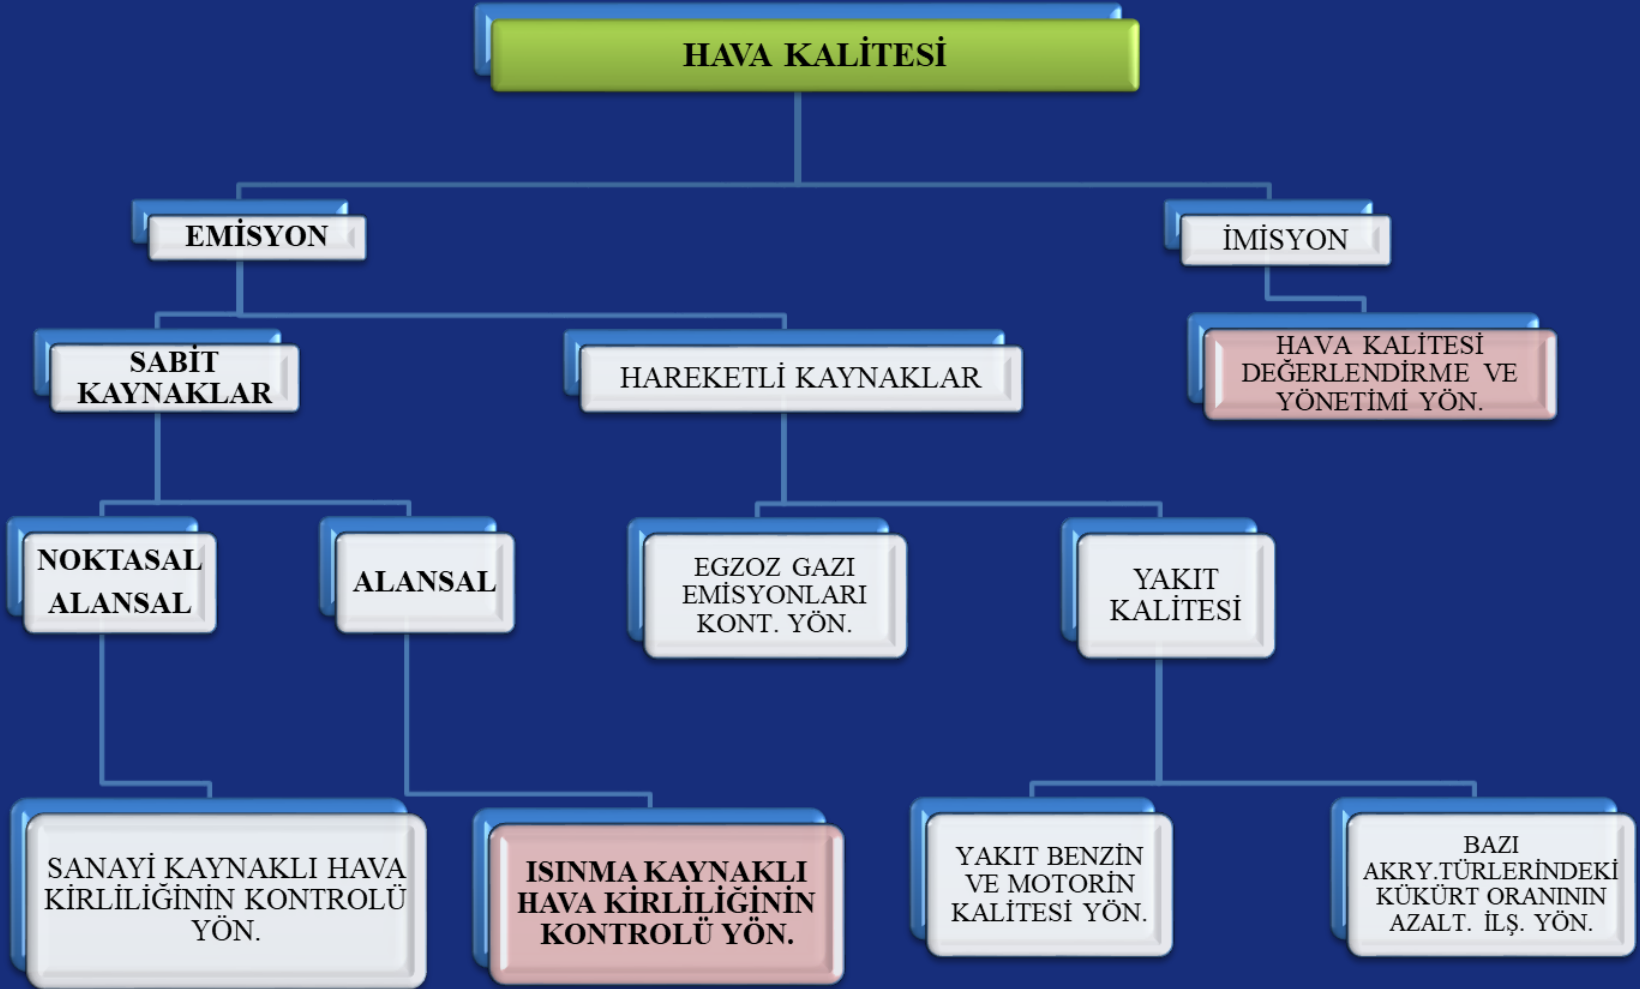 HAVA KALİTESİ
EMİSYON
İMİSYON
SABİT
KAYNAKLAR
HAREKETLİ KAYNAKLAR
HAVA KALİTESİ
DEĞERLENDİRME VE
YÖNETİMİ YÖN.
NOKTASAL
ALANSAL
ALANSAL
EGZOZ GAZI
EMİSYONLARI
KONT. YÖN.
YAKIT
KALİTESİ
SANAYİ KAYNAKLI HAVA
KİRLİLİĞİNİN KONTROLÜ
YÖN.
ISINMA KAYNAKLI
HAVA KİRLİLİĞİNİN
KONTROLÜ YÖN.
YAKIT BENZİN
VE MOTORİN
KALİTESİ YÖN.
BAZI
AKRY.TÜRLERİNDEKİ
KÜKÜRT ORANININ
AZALT. İLŞ. YÖN.